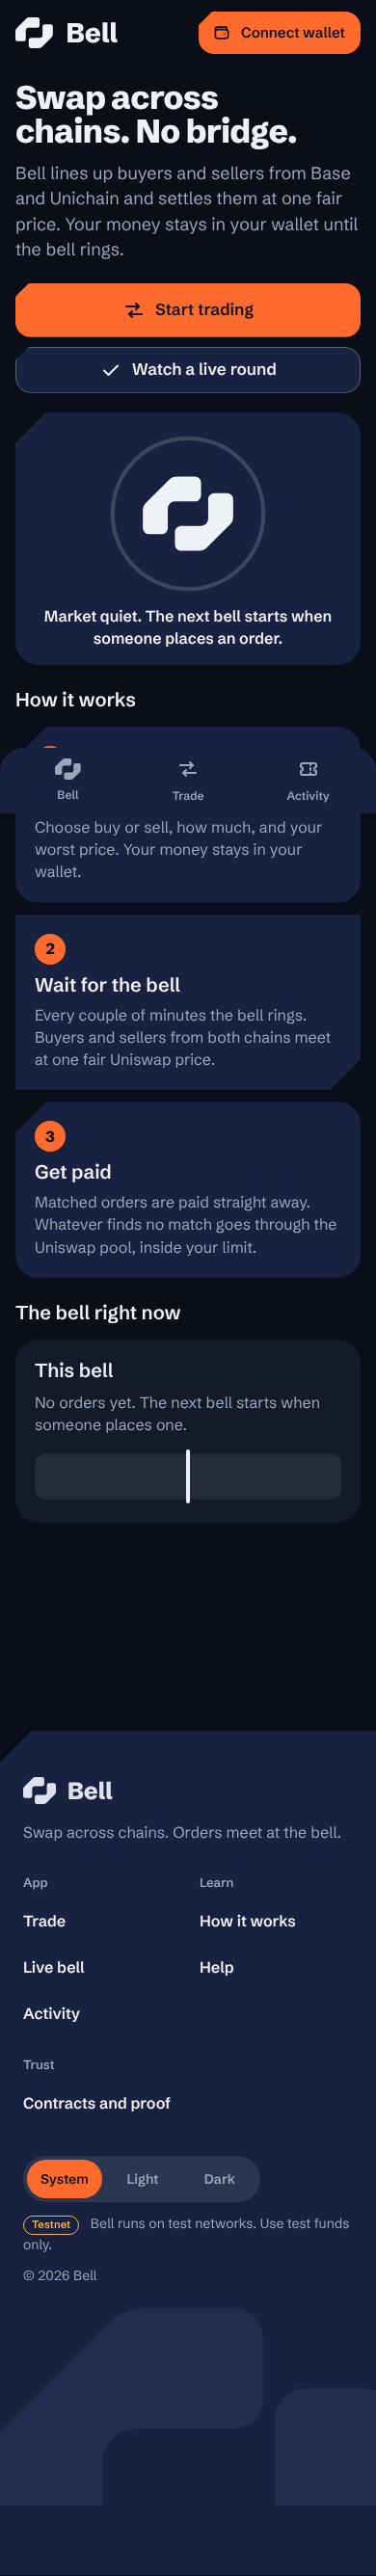 Bell
Connect wallet
Swap across
chains. No bridge.
Bell lines up buyers and sellers from Base
and Unichain and settles them at one fair
price. Your money stays in your wallet until
the bell rings.
Start trading
Watch a live round
Market quiet. The next bell starts when
someone places an order.
How it works
Bell
Trade
Activity
Choose buy or sell, how much, and your
worst price. Your money stays in your
wallet.
2
Wait for the bell
Every couple of minutes the bell rings.
Buyers and sellers from both chains meet
at one fair Uniswap price.
3
Get paid
Matched orders are paid straight away.
Whatever finds no match goes through the
Uniswap pool, inside your limit.
The bell right now
This bell
No orders yet. The next bell starts when
someone places one.
Bell
Swap across chains. Orders meet at the bell.
App
Learn
Trade
How it works
Live bell
Help
Activity
Trust
Contracts and proof
System
Light
Dark
Testnet Bell runs on test networks. Use test funds
only.
© 2026 Bell